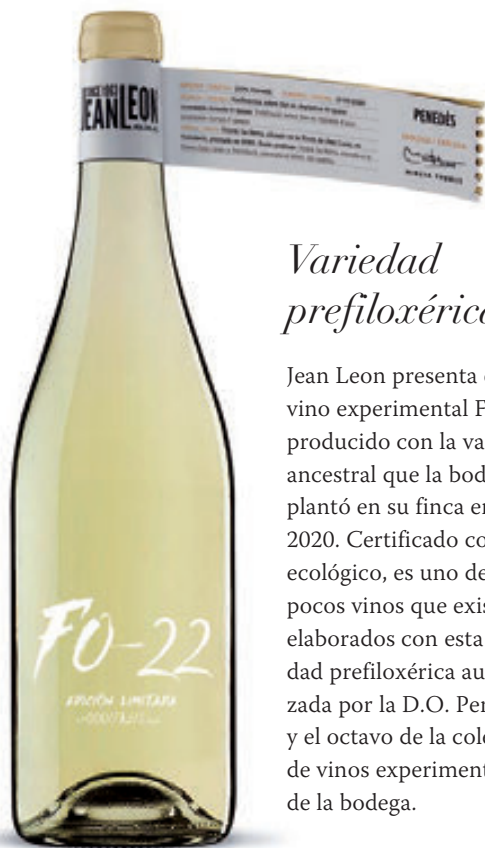 JEANLEON
PENEDÈS
MIREIA TORRES
Variedad
prefiloxérica
Jean Leon presenta e
vino experimental F
producido con la va
ancestral que la bod
plantó en su finca en
2020. Certificado co
ecológico, es uno de
pocos vinos que exis
elaborados con esta
dad prefiloxérica au
zada por la D.O. Pen
y el octavo de la cole
de vinos experiment
de la bodega.
FO-22
EDICIÓN LIMITADA